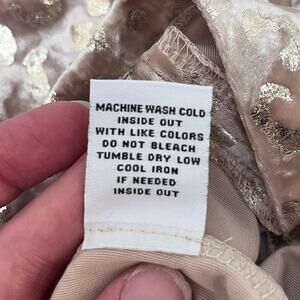 MACHINE WASH COLD
INSIDE OUT
WITH LIKE COLORS
DO NOT BLEACH
TUMBLE DRY LOW
COOL IRON
IF NEEDED
INSIDE OUT